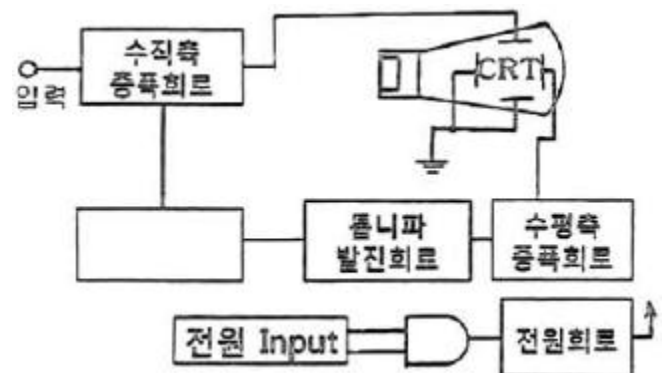 수직축
증폭회로
입력
CRT
톱니파
발진회로
수평축
증폭회로
전원 Input
전원회로